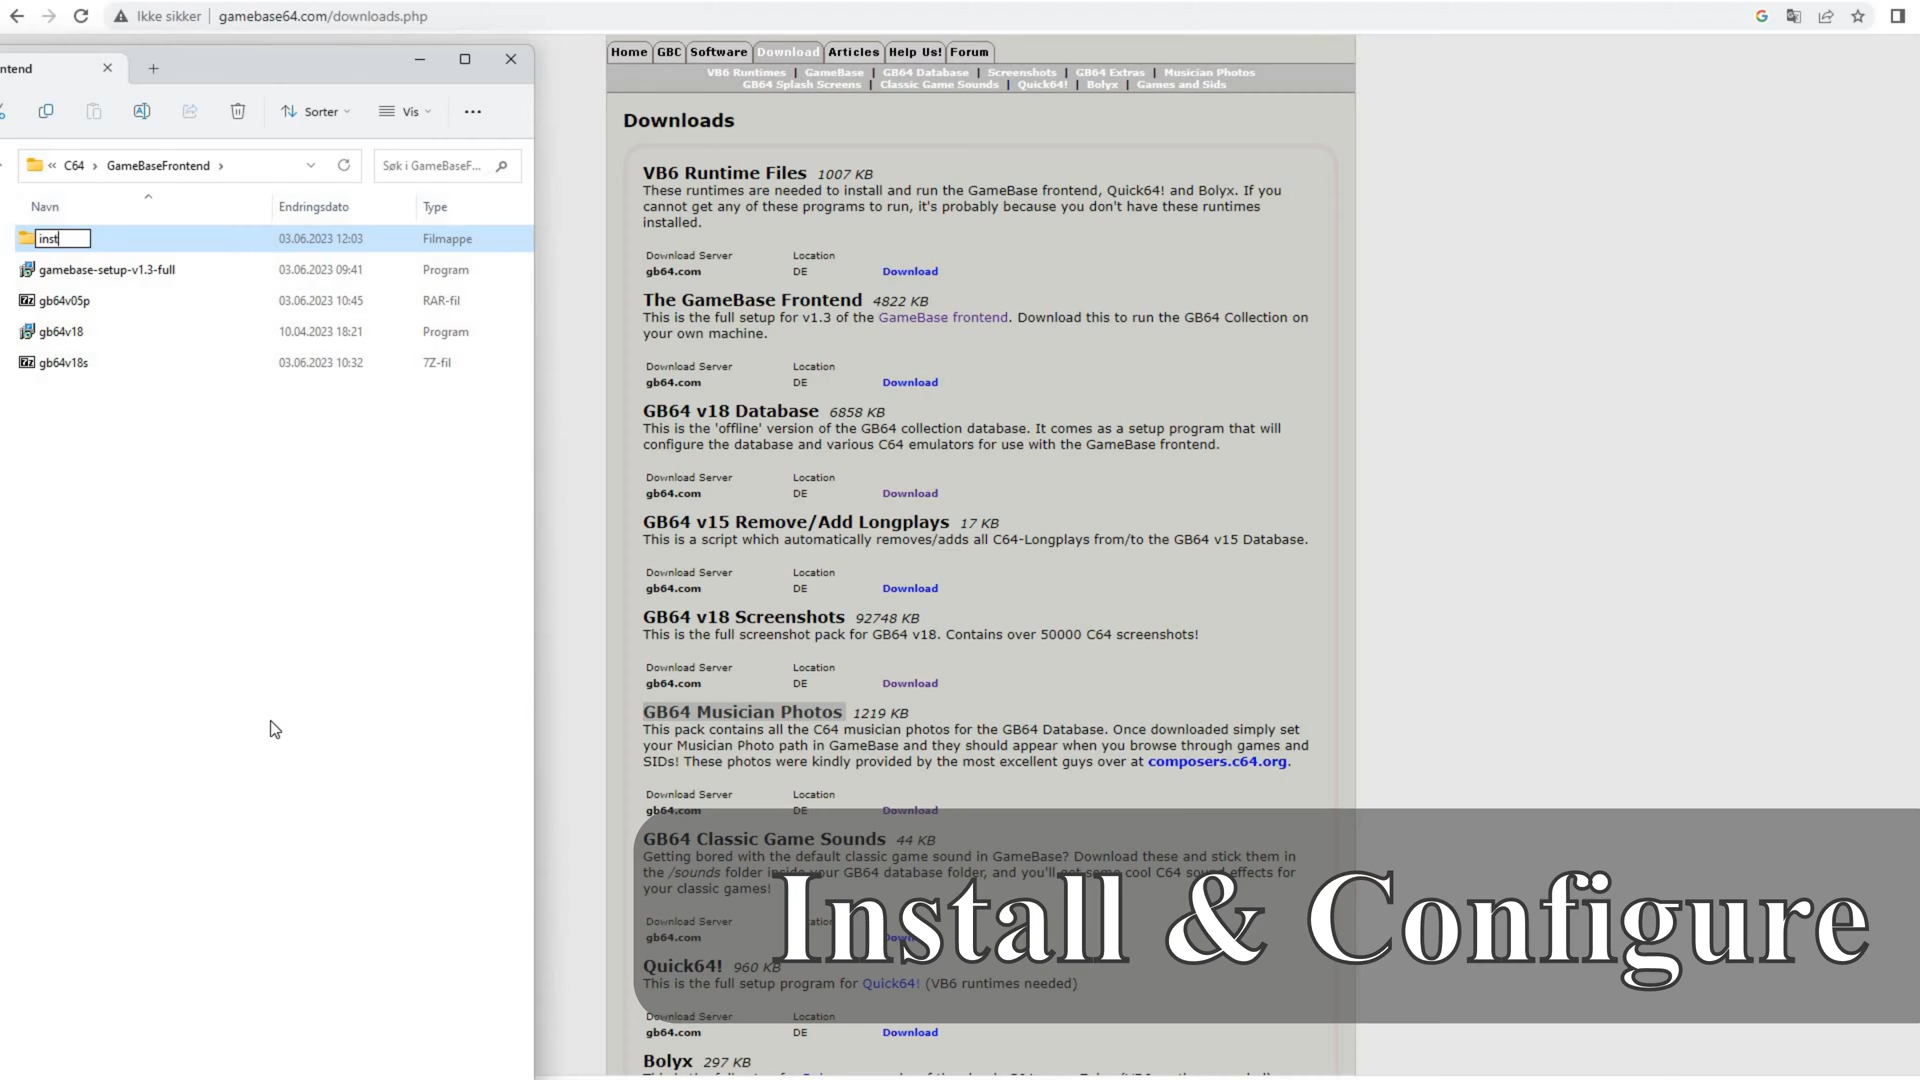 Ikke sikker | gamebase64.com/downloads.php
ntend
Sorter
Vis
« C64 > GameBaseFrontend >
Søk i GameBaseF...
Navn Endringsdato Type
inst 03.06.2023 12:03 Filmappe
gamebase-setup-v1.3-full 03.06.2023 09:41 Program
gb64v05p 03.06.2023 10:45 RAR-fil
gb64v18 10.04.2023 18:21 Program
gb64v18s 03.06.2023 10:32 7Z-fil
Home GBC Software Download Articles Help Us! Forum
VB6 Runtimes | GameBase | GB64 Database | Screenshots | GB64 Extras | Musician Photos
GB64 Splash Screens | Classic Game Sounds | Quick64! | Bolyx | Games and Sids
Downloads
VB6 Runtime Files 1007 KB
These runtimes are needed to install and run the GameBase frontend, Quick64! and Bolyx. If you
cannot get any of these programs to run, it's probably because you don't have these runtimes
installed.
Download Server Location
gb64.com DE Download
The GameBase Frontend 4822 KB
This is the full setup for v1.3 of the GameBase frontend. Download this to run the GB64 Collection on
your own machine.
Download Server Location
gb64.com DE Download
GB64 v18 Database 6858 KB
This is the 'offline' version of the GB64 collection database. It comes as a setup program that will
configure the database and various C64 emulators for use with the GameBase frontend.
Download Server Location
gb64.com DE Download
GB64 v15 Remove/Add Longplays 17 KB
This is a script which automatically removes/adds all C64-Longplays from/to the GB64 v15 Database.
Download Server Location
gb64.com DE Download
GB64 v18 Screenshots 92748 KB
This is the full screenshot pack for GB64 v18. Contains over 50000 C64 screenshots!
Download Server Location
gb64.com DE Download
GB64 Musician Photos 1219 KB
This pack contains all the C64 musician photos for the GB64 Database. Once downloaded simply set
your Musician Photo path in GameBase and they should appear when you browse through games and
SIDs! These photos were kindly provided by the most excellent guys over at composers.c64.org.
Download Server Location
gb64.com DE Download
GB64 Classic Game Sounds 44 KB
Getting bored with the default classic game sound in GameBase? Download these and stick them in
the /sounds folder inside your GB64 database folder, and you'll get some cool C64 sound effects for
your classic games!
Download Server
gb64.com
Install & Configure
Quick64! 960 KB
This is the full setup program for Quick64! (VB6 runtimes needed)
Download Server Location
gb64.com DE Download
Bolyx 297 KB